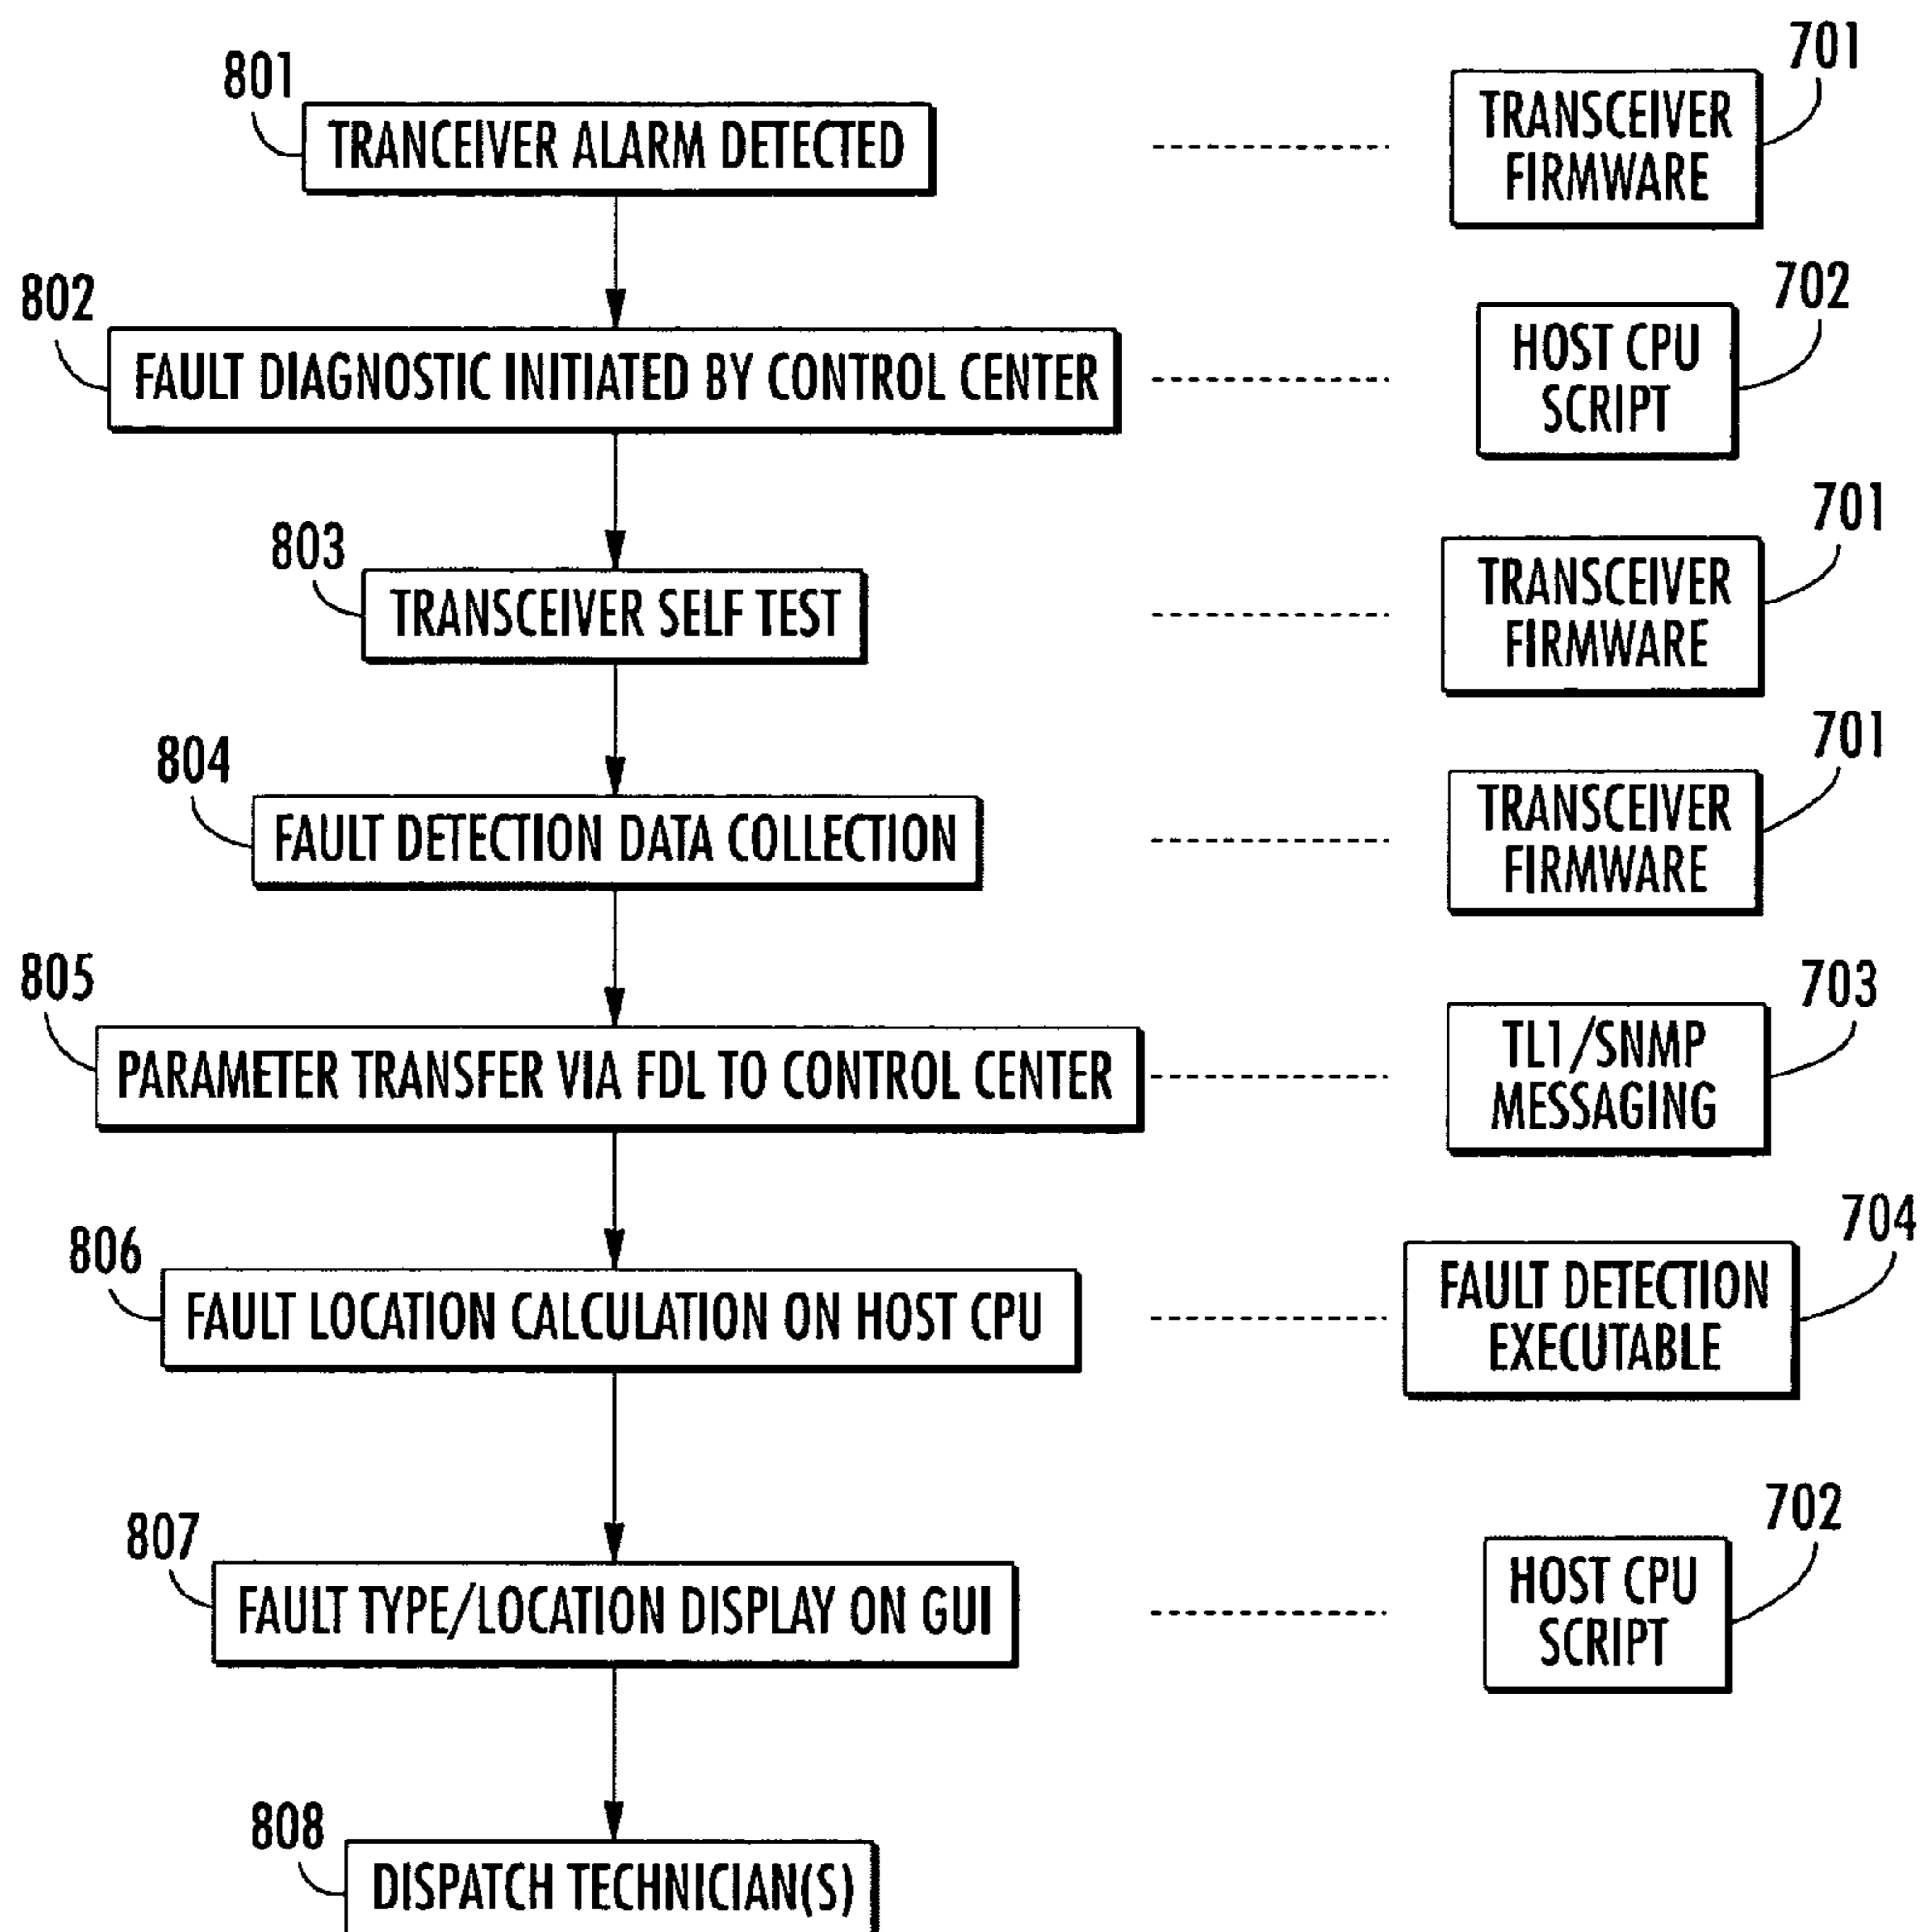 801
TRANCEIVER ALARM DETECTED
701
TRANSCEIVER
FIRMWARE
802
FAULT DIAGNOSTIC INITIATED BY CONTROL CENTER
702
HOST CPU
SCRIPT
803
TRANSCEIVER SELF TEST
701
TRANSCEIVER
FIRMWARE
804
FAULT DETECTION DATA COLLECTION
701
TRANSCEIVER
FIRMWARE
805
PARAMETER TRANSFER VIA FDL TO CONTROL CENTER
703
TL1/SNMP
MESSAGING
806
FAULT LOCATION CALCULATION ON HOST CPU
704
FAULT DETECTION
EXECUTABLE
807
FAULT TYPE/LOCATION DISPLAY ON GUI
702
HOST CPU
SCRIPT
808
DISPATCH TECHNICIAN(S)